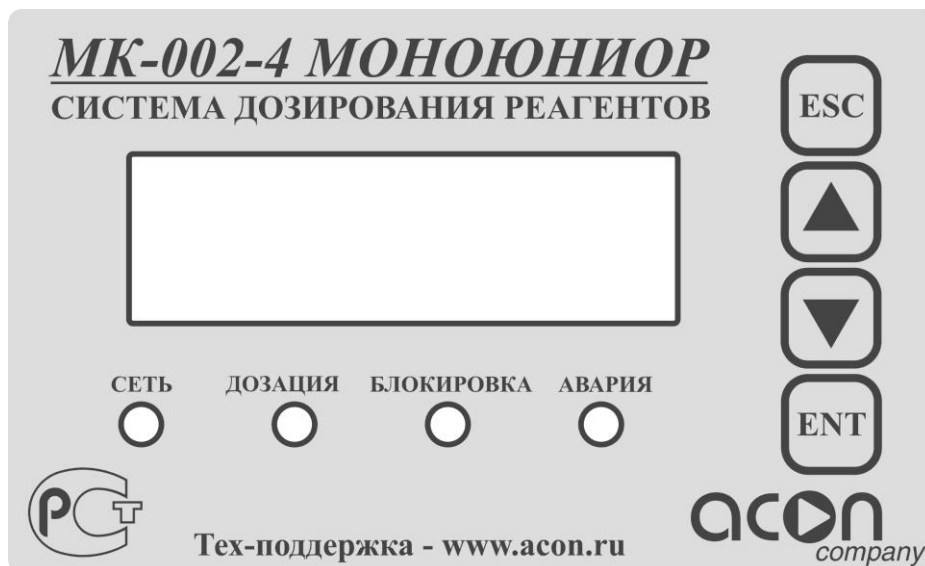 МК-002-4 МОНОЮНИОР
СИСТЕМА ДОЗИРОВАНИЯ РЕАГЕНТОВ
ESC
СЕТЬ ДОЗАЦИЯ БЛОКИРОВКА АВАРИЯ
ENT
РСТ
Тех-поддержка - www.acon.ru
acon
company